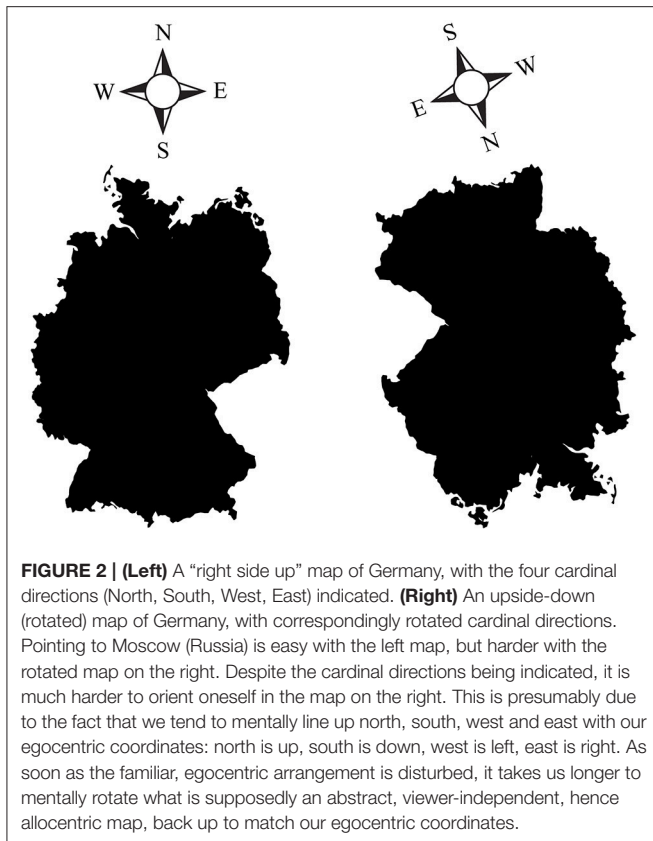 N
W E
S
S
W
E
N
FIGURE 2 | (Left) A “right side up” map of Germany, with the four cardinal
directions (North, South, West, East) indicated. (Right) An upside-down
(rotated) map of Germany, with correspondingly rotated cardinal directions.
Pointing to Moscow (Russia) is easy with the left map, but harder with the
rotated map on the right. Despite the cardinal directions being indicated, it is
much harder to orient oneself in the map on the right. This is presumably due
to the fact that we tend to mentally line up north, south, west and east with our
egocentric coordinates: north is up, south is down, west is left, east is right. As
soon as the familiar, egocentric arrangement is disturbed, it takes us longer to
mentally rotate what is supposedly an abstract, viewer-independent, hence
allocentric map, back up to match our egocentric coordinates.